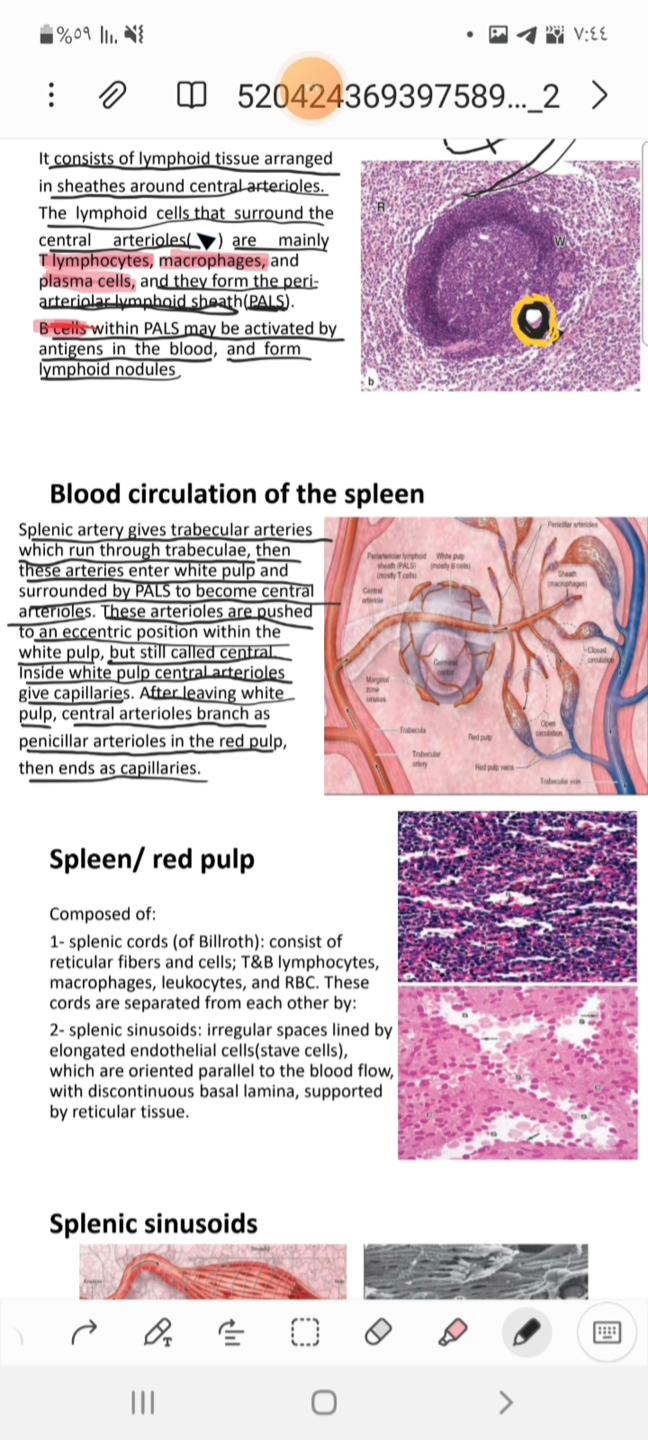 %٥٩
٧:٤٤
520424369397589..._2
It consists of lymphoid tissue arranged
in sheathes around central arterioles.
The lymphoid cells that surround the
central arterioles( ) are mainly
T lymphocytes, macrophages, and
plasma cells, and they form the peri-
arteriolar lymphoid sheath(PALS).
B cells within PALS may be activated by
antigens in the blood, and form
lymphoid nodules
R
W
b
Blood circulation of the spleen
Splenic artery gives trabecular arteries
which run through trabeculae, then
these arteries enter white pulp and
surrounded by PALS to become central
arterioles. These arterioles are pushed
to an eccentric position within the
white pulp, but still called central.
Inside white pulp central arterioles
give capillaries. After leaving white
pulp, central arterioles branch as
penicillar arterioles in the red pulp,
then ends as capillaries.
Penicillar arterioles
Periarteriolar lymphoid
sheath (PALS)
(mostly T cells)
White pulp
(mostly B cells)
Sheath
(macrophages)
Central
arteriole
Germinal
center
Closed
circulation
Marginal
zone
sinuses
Open
circulation
Trabecula
Red pulp
Trabecular
artery
Red pulp veins
Trabecular vein
Spleen/ red pulp
Composed of:
1- splenic cords (of Billroth): consist of
reticular fibers and cells; T&B lymphocytes,
macrophages, leukocytes, and RBC. These
cords are separated from each other by:
2- splenic sinusoids: irregular spaces lined by
elongated endothelial cells(stave cells),
which are oriented parallel to the blood flow,
with discontinuous basal lamina, supported
by reticular tissue.
Splenic sinusoids